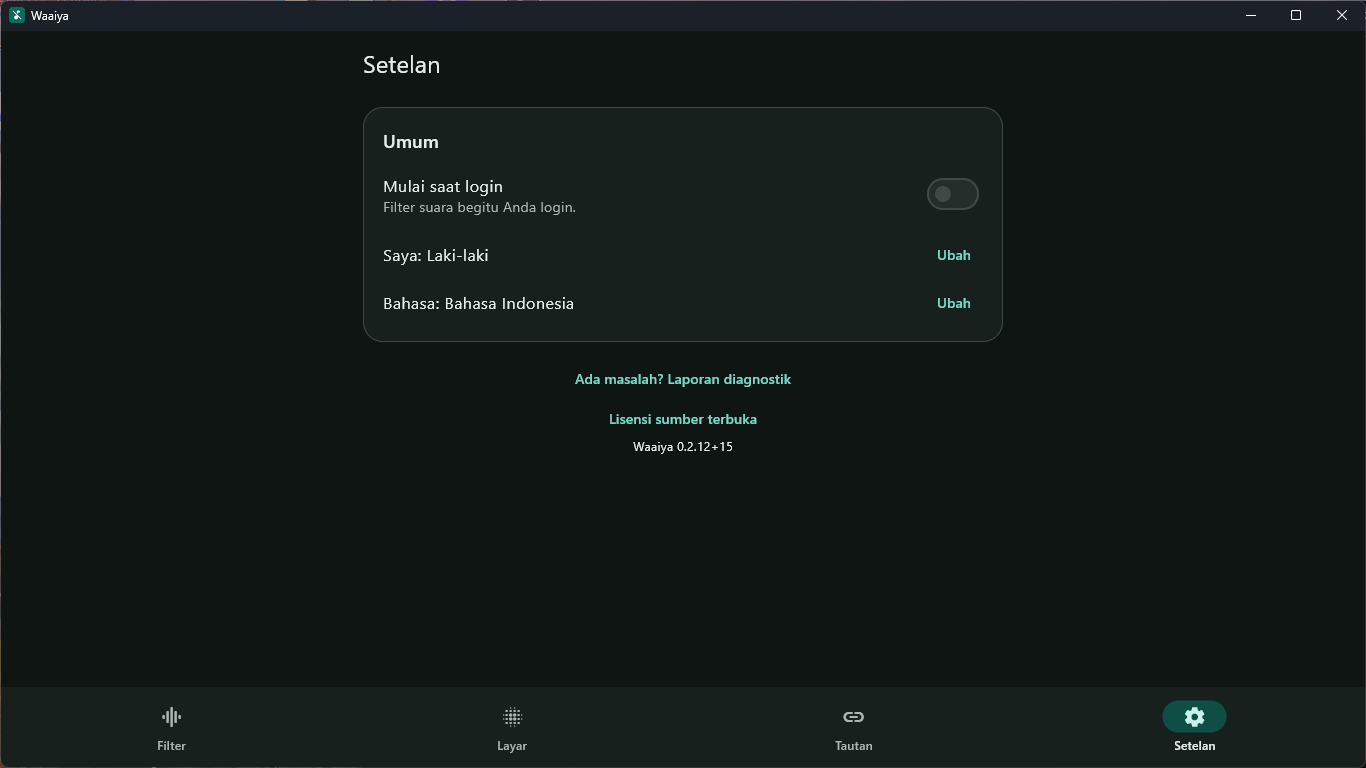 Waaiya
Setelan
Umum
Mulai saat login
Filter suara begitu Anda login.
Saya: Laki-laki
Ubah
Bahasa: Bahasa Indonesia
Ubah
Ada masalah? Laporan diagnostik
Lisensi sumber terbuka
Waaiya 0.2.12+15
Filter
Layar
Tautan
Setelan